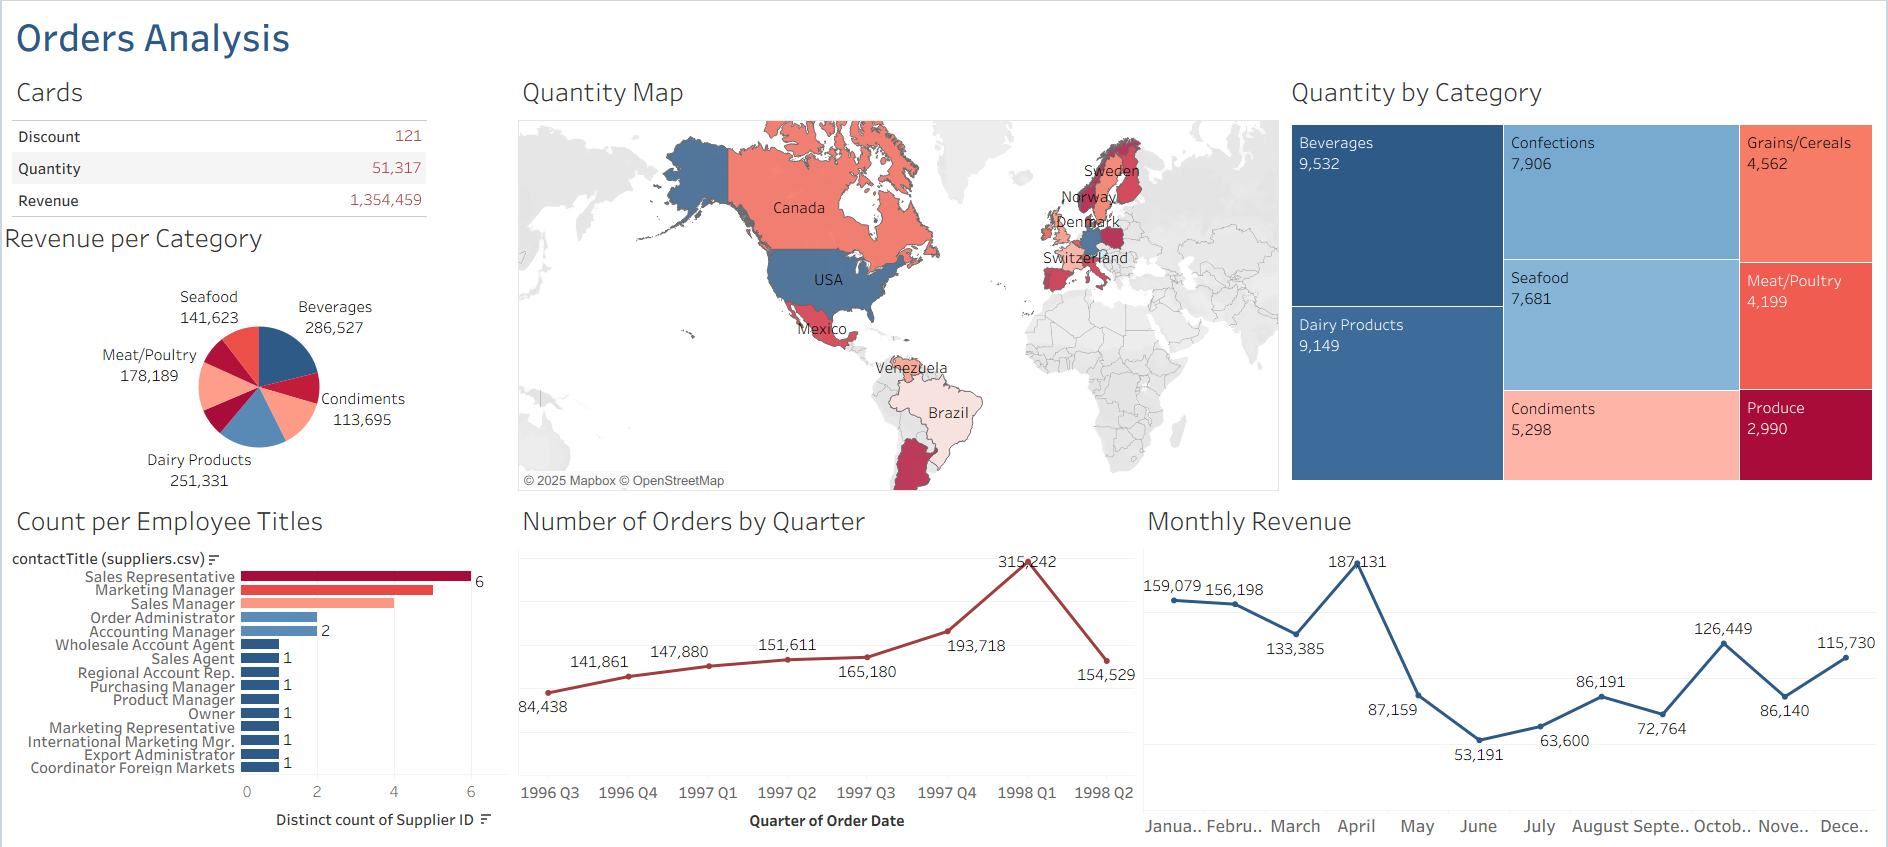 Orders Analysis
Cards
Discount 121
Quantity 51,317
Revenue 1,354,459
Revenue per Category
Seafood
141,623
Beverages
286,527
Meat/Poultry
178,189
Condiments
113,695
Dairy Products
251,331
Quantity Map
Canada
USA
Mexico
Venezuela
Brazil
Sweden
Norway
Denmark
Switzerland
© 2025 Mapbox © OpenStreetMap
Quantity by Category
Beverages
9,532
Dairy Products
9,149
Confections
7,906
Seafood
7,681
Condiments
5,298
Grains/Cereals
4,562
Meat/Poultry
4,199
Produce
2,990
Count per Employee Titles
contactTitle (suppliers.csv)
Sales Representative 6
Marketing Manager
Sales Manager
Order Administrator
Accounting Manager 2
Wholesale Account Agent
Sales Agent 1
Regional Account Rep.
Purchasing Manager 1
Product Manager
Owner 1
Marketing Representative
International Marketing Mgr. 1
Export Administrator
Coordinator Foreign Markets 1
0 2 4 6
Distinct count of Supplier ID
Number of Orders by Quarter
84,438
141,861
147,880
151,611
165,180
193,718
315,242
154,529
1996 Q3 1996 Q4 1997 Q1 1997 Q2 1997 Q3 1997 Q4 1998 Q1 1998 Q2
Quarter of Order Date
Monthly Revenue
159,079
156,198
133,385
187,131
87,159
53,191
63,600
86,191
72,764
126,449
86,140
115,730
Janua.. Febru.. March April May June July August Septe.. Octob.. Nove.. Dece..